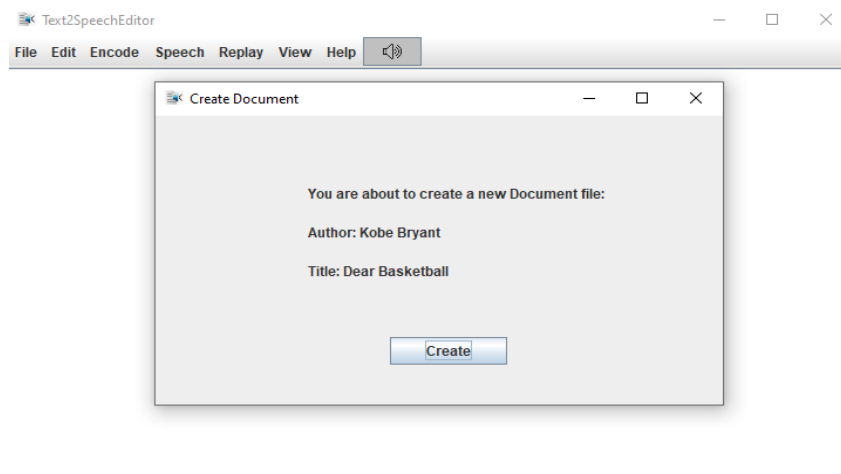 Text2SpeechEditor
File Edit Encode Speech Replay View Help
Create Document
You are about to create a new Document file:
Author: Kobe Bryant
Title: Dear Basketball
Create